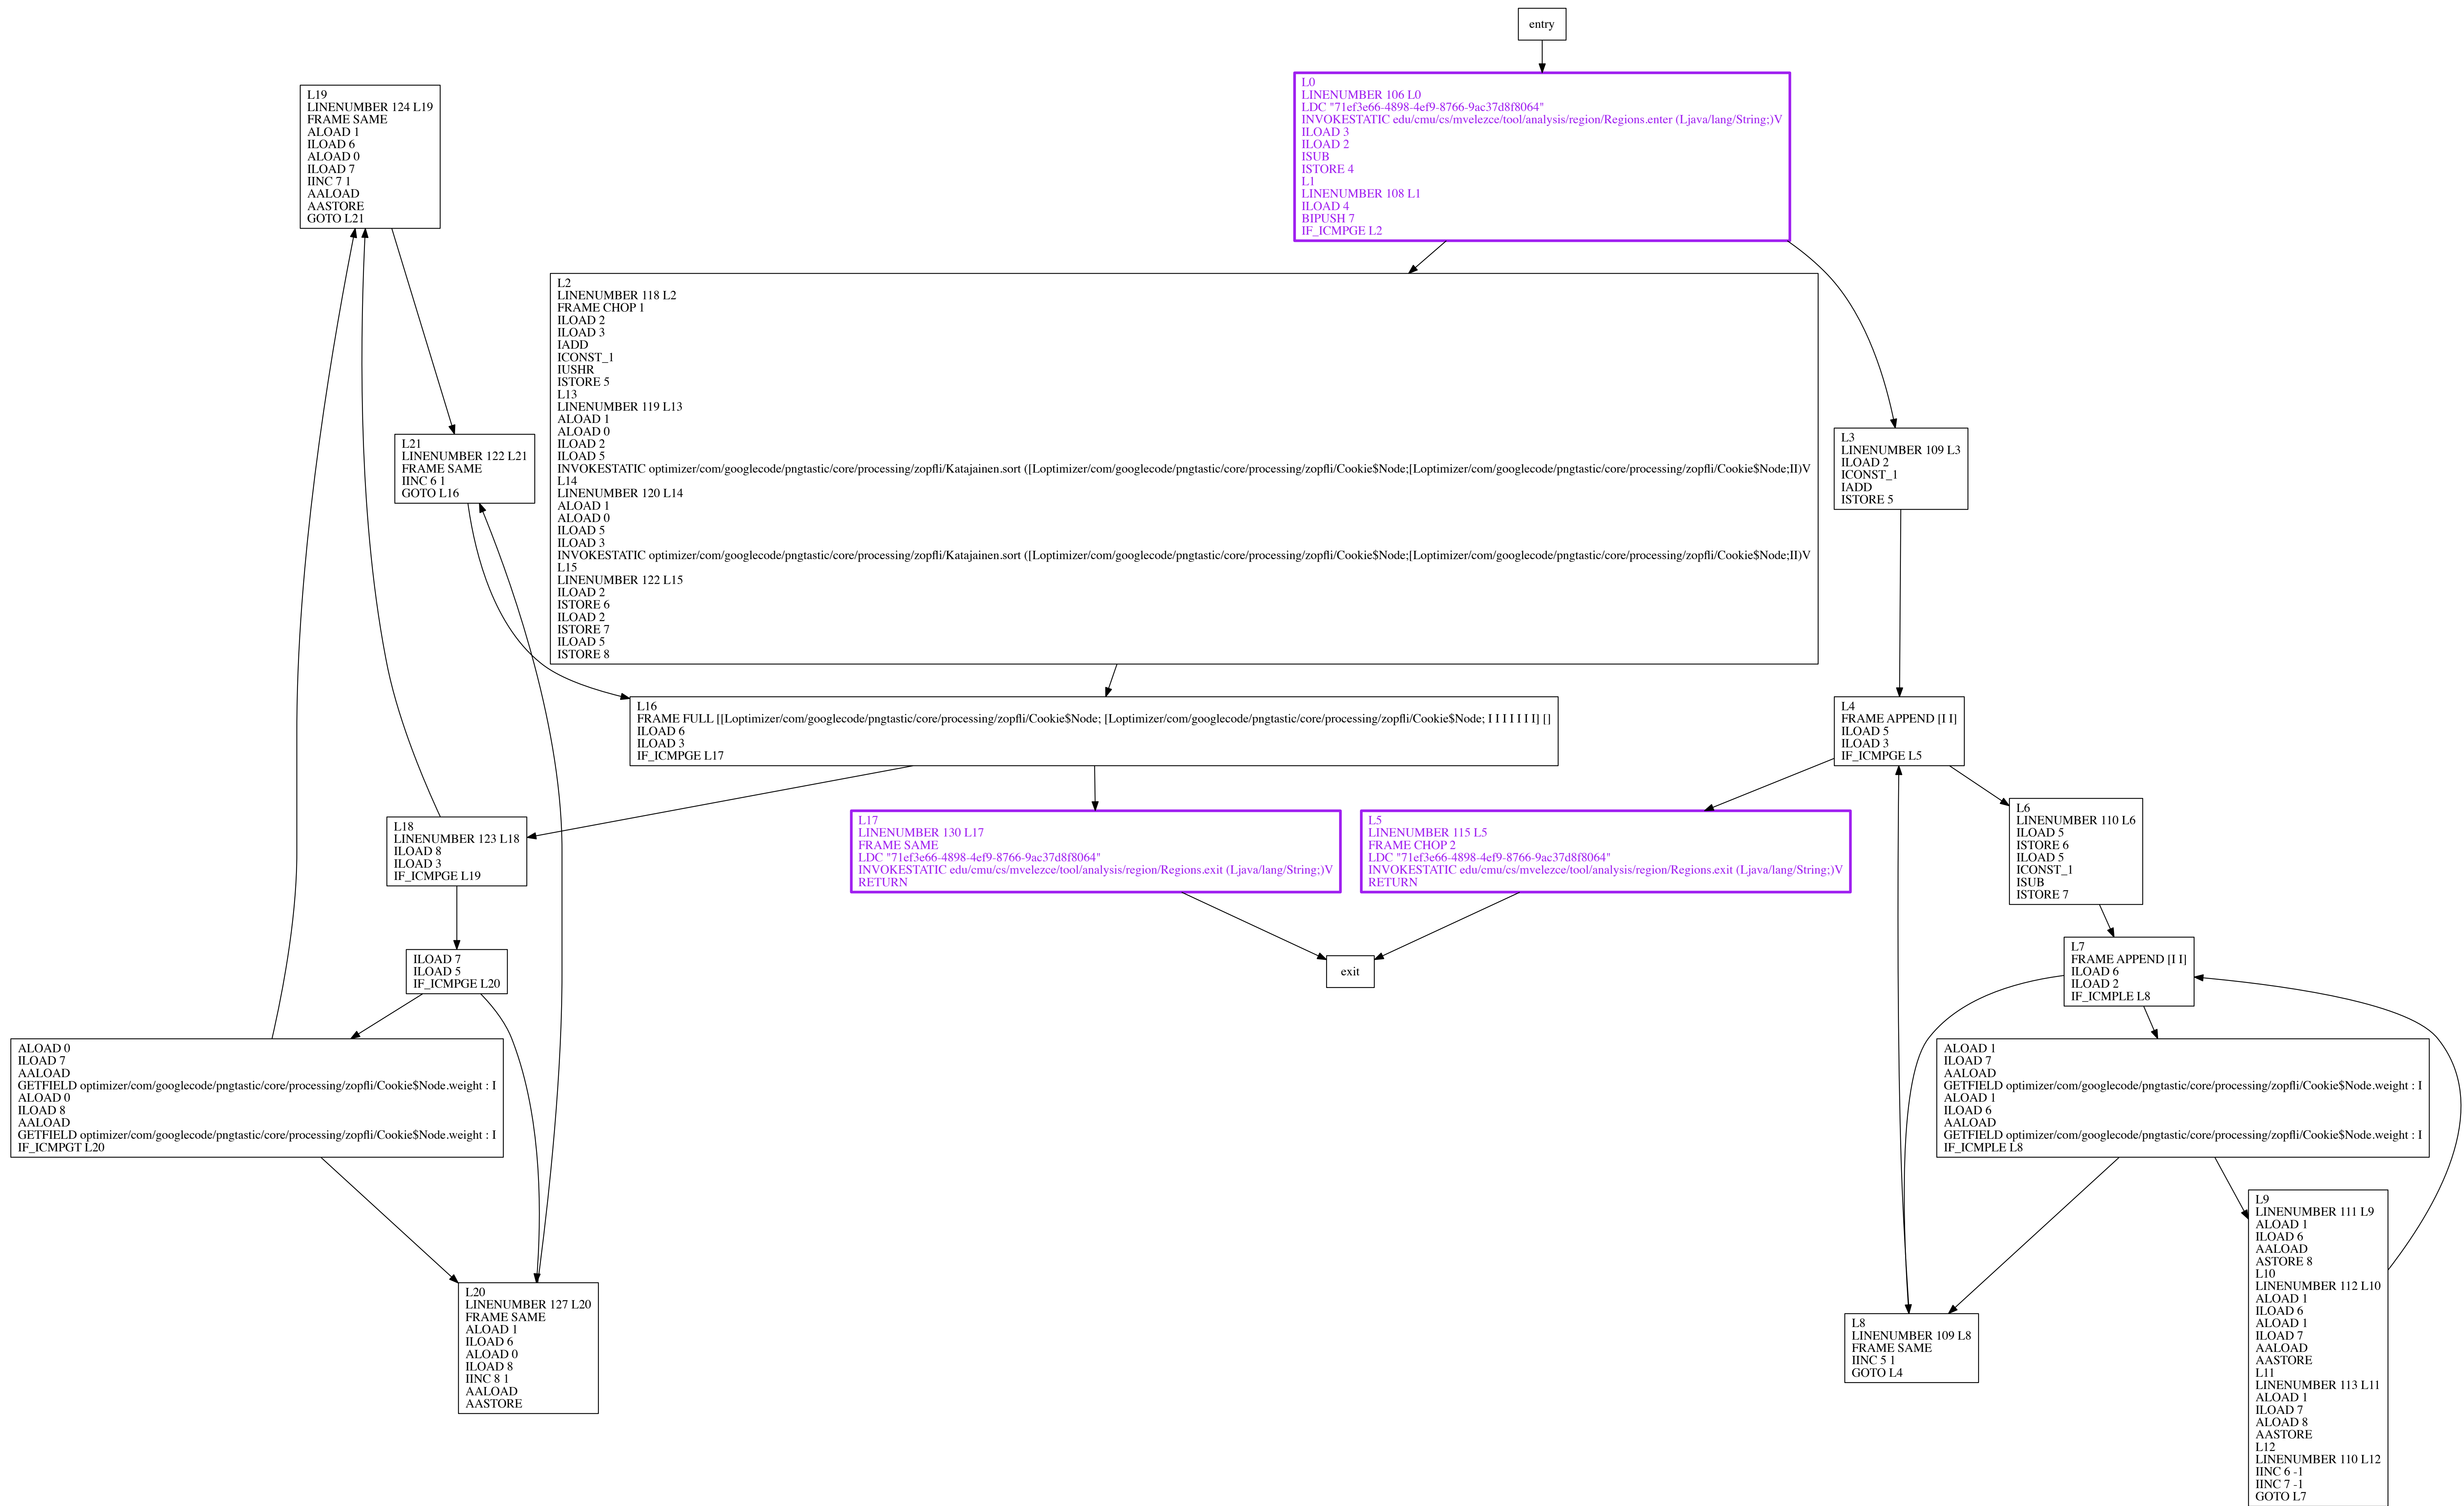 entry
L0
LINENUMBER 106 L0
LDC "71ef3e66-4898-4ef9-8766-9ac37d8f8064"
INVOKESTATIC edu/cmu/cs/mvelezce/tool/analysis/region/Regions.enter (Ljava/lang/String;)V
ILOAD 3
ILOAD 2
ISUB
ISTORE 4
L1
LINENUMBER 108 L1
ILOAD 4
BIPUSH 7
IF_ICMPGE L2
L19
LINENUMBER 124 L19
FRAME SAME
ALOAD 1
ILOAD 6
ALOAD 0
ILOAD 7
IINC 7 1
AALOAD
AASTORE
GOTO L21
L2
LINENUMBER 118 L2
FRAME CHOP 1
ILOAD 2
ILOAD 3
IADD
ICONST_1
IUSHR
ISTORE 5
L13
LINENUMBER 119 L13
ALOAD 1
ALOAD 0
ILOAD 2
ILOAD 5
INVOKESTATIC optimizer/com/googlecode/pngtastic/core/processing/zopfli/Katajainen.sort ([Loptimizer/com/googlecode/pngtastic/core/processing/zopfli/Cookie$Node;[Loptimizer/com/googlecode/pngtastic/core/processing/zopfli/Cookie$Node;II)V
L14
LINENUMBER 120 L14
ALOAD 1
ALOAD 0
ILOAD 5
ILOAD 3
INVOKESTATIC optimizer/com/googlecode/pngtastic/core/processing/zopfli/Katajainen.sort ([Loptimizer/com/googlecode/pngtastic/core/processing/zopfli/Cookie$Node;[Loptimizer/com/googlecode/pngtastic/core/processing/zopfli/Cookie$Node;II)V
L15
LINENUMBER 122 L15
ILOAD 2
ISTORE 6
ILOAD 2
ISTORE 7
ILOAD 5
ISTORE 8
L21
LINENUMBER 122 L21
FRAME SAME
IINC 6 1
GOTO L16
L3
LINENUMBER 109 L3
ILOAD 2
ICONST_1
IADD
ISTORE 5
L16
FRAME FULL [[Loptimizer/com/googlecode/pngtastic/core/processing/zopfli/Cookie$Node; [Loptimizer/com/googlecode/pngtastic/core/processing/zopfli/Cookie$Node; I I I I I I I] []
ILOAD 6
ILOAD 3
IF_ICMPGE L17
L4
FRAME APPEND [I I]
ILOAD 5
ILOAD 3
IF_ICMPGE L5
L18
LINENUMBER 123 L18
ILOAD 8
ILOAD 3
IF_ICMPGE L19
L17
LINENUMBER 130 L17
FRAME SAME
LDC "71ef3e66-4898-4ef9-8766-9ac37d8f8064"
INVOKESTATIC edu/cmu/cs/mvelezce/tool/analysis/region/Regions.exit (Ljava/lang/String;)V
RETURN
L5
LINENUMBER 115 L5
FRAME CHOP 2
LDC "71ef3e66-4898-4ef9-8766-9ac37d8f8064"
INVOKESTATIC edu/cmu/cs/mvelezce/tool/analysis/region/Regions.exit (Ljava/lang/String;)V
RETURN
L6
LINENUMBER 110 L6
ILOAD 5
ISTORE 6
ILOAD 5
ICONST_1
ISUB
ISTORE 7
ILOAD 7
ILOAD 5
IF_ICMPGE L20
exit
L7
FRAME APPEND [I I]
ILOAD 6
ILOAD 2
IF_ICMPLE L8
ALOAD 0
ILOAD 7
AALOAD
GETFIELD optimizer/com/googlecode/pngtastic/core/processing/zopfli/Cookie$Node.weight : I
ALOAD 0
ILOAD 8
AALOAD
GETFIELD optimizer/com/googlecode/pngtastic/core/processing/zopfli/Cookie$Node.weight : I
IF_ICMPGT L20
ALOAD 1
ILOAD 7
AALOAD
GETFIELD optimizer/com/googlecode/pngtastic/core/processing/zopfli/Cookie$Node.weight : I
ALOAD 1
ILOAD 6
AALOAD
GETFIELD optimizer/com/googlecode/pngtastic/core/processing/zopfli/Cookie$Node.weight : I
IF_ICMPLE L8
L20
LINENUMBER 127 L20
FRAME SAME
ALOAD 1
ILOAD 6
ALOAD 0
ILOAD 8
IINC 8 1
AALOAD
AASTORE
L8
LINENUMBER 109 L8
FRAME SAME
IINC 5 1
GOTO L4
L9
LINENUMBER 111 L9
ALOAD 1
ILOAD 6
AALOAD
ASTORE 8
L10
LINENUMBER 112 L10
ALOAD 1
ILOAD 6
ALOAD 1
ILOAD 7
AALOAD
AASTORE
L11
LINENUMBER 113 L11
ALOAD 1
ILOAD 7
ALOAD 8
AASTORE
L12
LINENUMBER 110 L12
IINC 6 -1
IINC 7 -1
GOTO L7